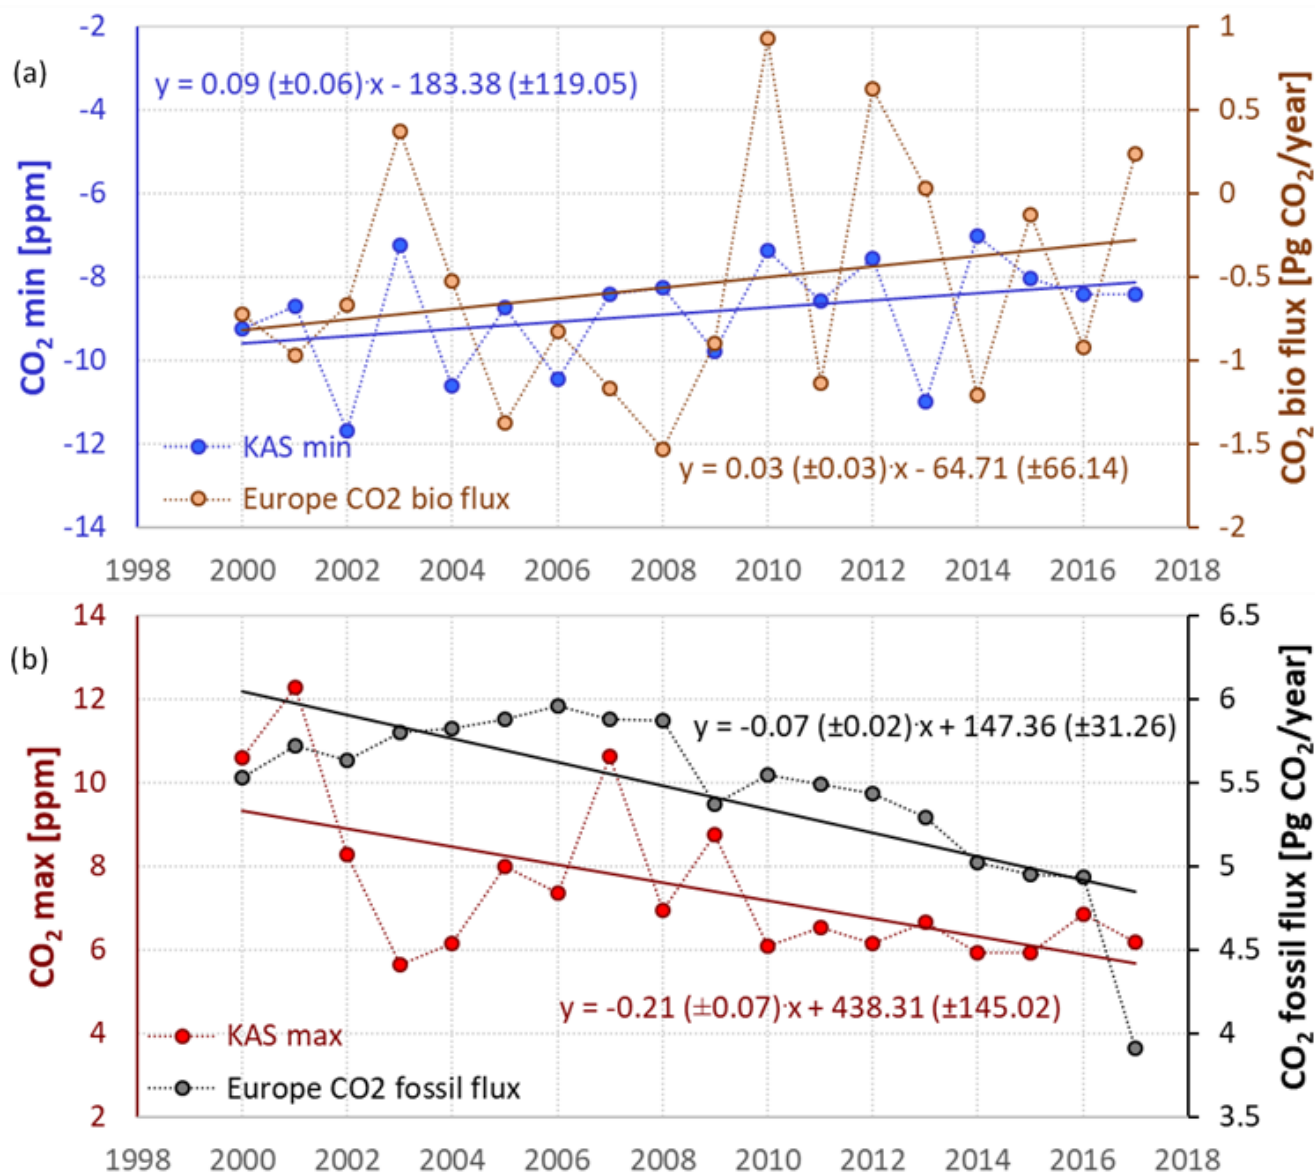 (a)
CO₂ min [ppm]
-2
-4
-6
-8
-10
-12
-14
y = 0.09 (±0.06)·x - 183.38 (±119.05)
KAS min
Europe CO2 bio flux
y = 0.03 (±0.03)·x - 64.71 (±66.14)
1
0.5
0
-0.5
-1
-1.5
-2
CO₂ bio flux [Pg CO₂/year]
1998 2000 2002 2004 2006 2008 2010 2012 2014 2016 2018
(b)
CO₂ max [ppm]
14
12
10
8
6
4
2
y = -0.07 (±0.02)·x + 147.36 (±31.26)
y = -0.21 (±0.07)·x + 438.31 (±145.02)
KAS max
Europe CO2 fossil flux
6.5
6
5.5
5
4.5
4
3.5
CO₂ fossil flux [Pg CO₂/year]
1998 2000 2002 2004 2006 2008 2010 2012 2014 2016 2018